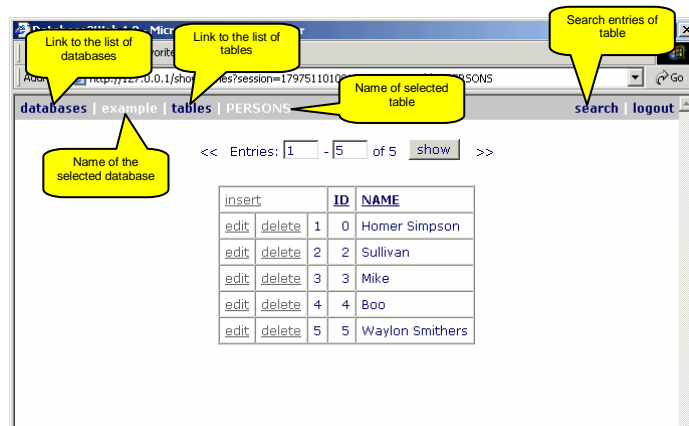 Search entries of
table
Link to the list of
databases
Link to the list of
tables
Name of selected
table
Go
databases | example | tables | PERSONS
search | logout
Name of the
selected database
<< Entries: 1 - 5 of 5 show >>
insert ID NAME
edit delete 1 0 Homer Simpson
edit delete 2 2 Sullivan
edit delete 3 3 Mike
edit delete 4 4 Boo
edit delete 5 5 Waylon Smithers